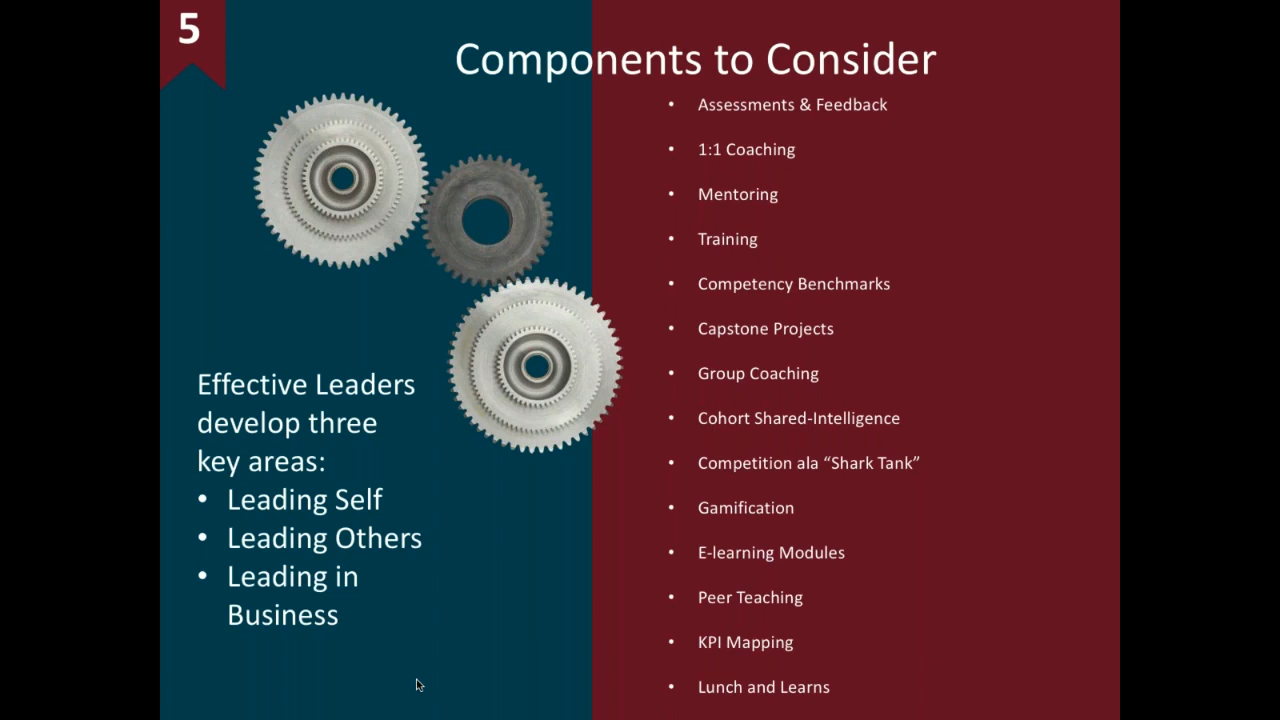 5
Components to Consider
Effective Leaders
develop three
key areas:
• Leading Self
• Leading Others
• Leading in
Business
• Assessments & Feedback
• 1:1 Coaching
• Mentoring
• Training
• Competency Benchmarks
• Capstone Projects
• Group Coaching
• Cohort Shared-Intelligence
• Competition ala “Shark Tank”
• Gamification
• E-learning Modules
• Peer Teaching
• KPI Mapping
• Lunch and Learns